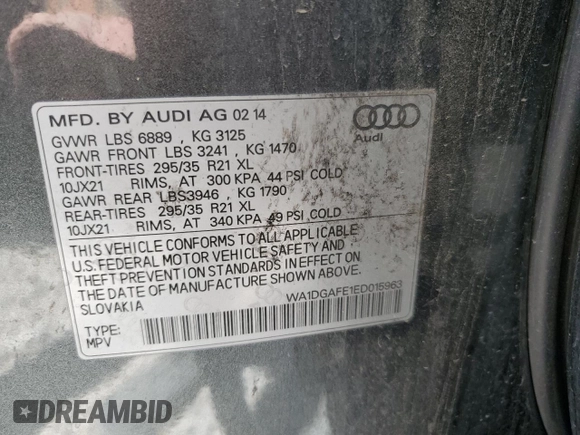 MFD. BY AUDI AG 02 14
Audi
GVWR LBS 6889 , KG 3125
GAWR FRONT LBS 3241 , KG 1470
FRONT-TIRES 295/35 R21 XL
10JX21 RIMS, AT 300 KPA 44 PSI COLD
GAWR REAR LBS3946 , KG 1790
REAR-TIRES 295/35 R21 XL
10JX21 RIMS, AT 340 KPA 49 PSI COLD
THIS VEHICLE CONFORMS TO ALL APPLICABLE
U.S. FEDERAL MOTOR VEHICLE SAFETY AND
THEFT PREVENTION STANDARDS IN EFFECT ON
THE DATE OF MANUFACTURE SHOWN ABOVE.
SLOVAKIA
WA1DGAFE1ED015963
TYPE:
MPV
DREAMBID